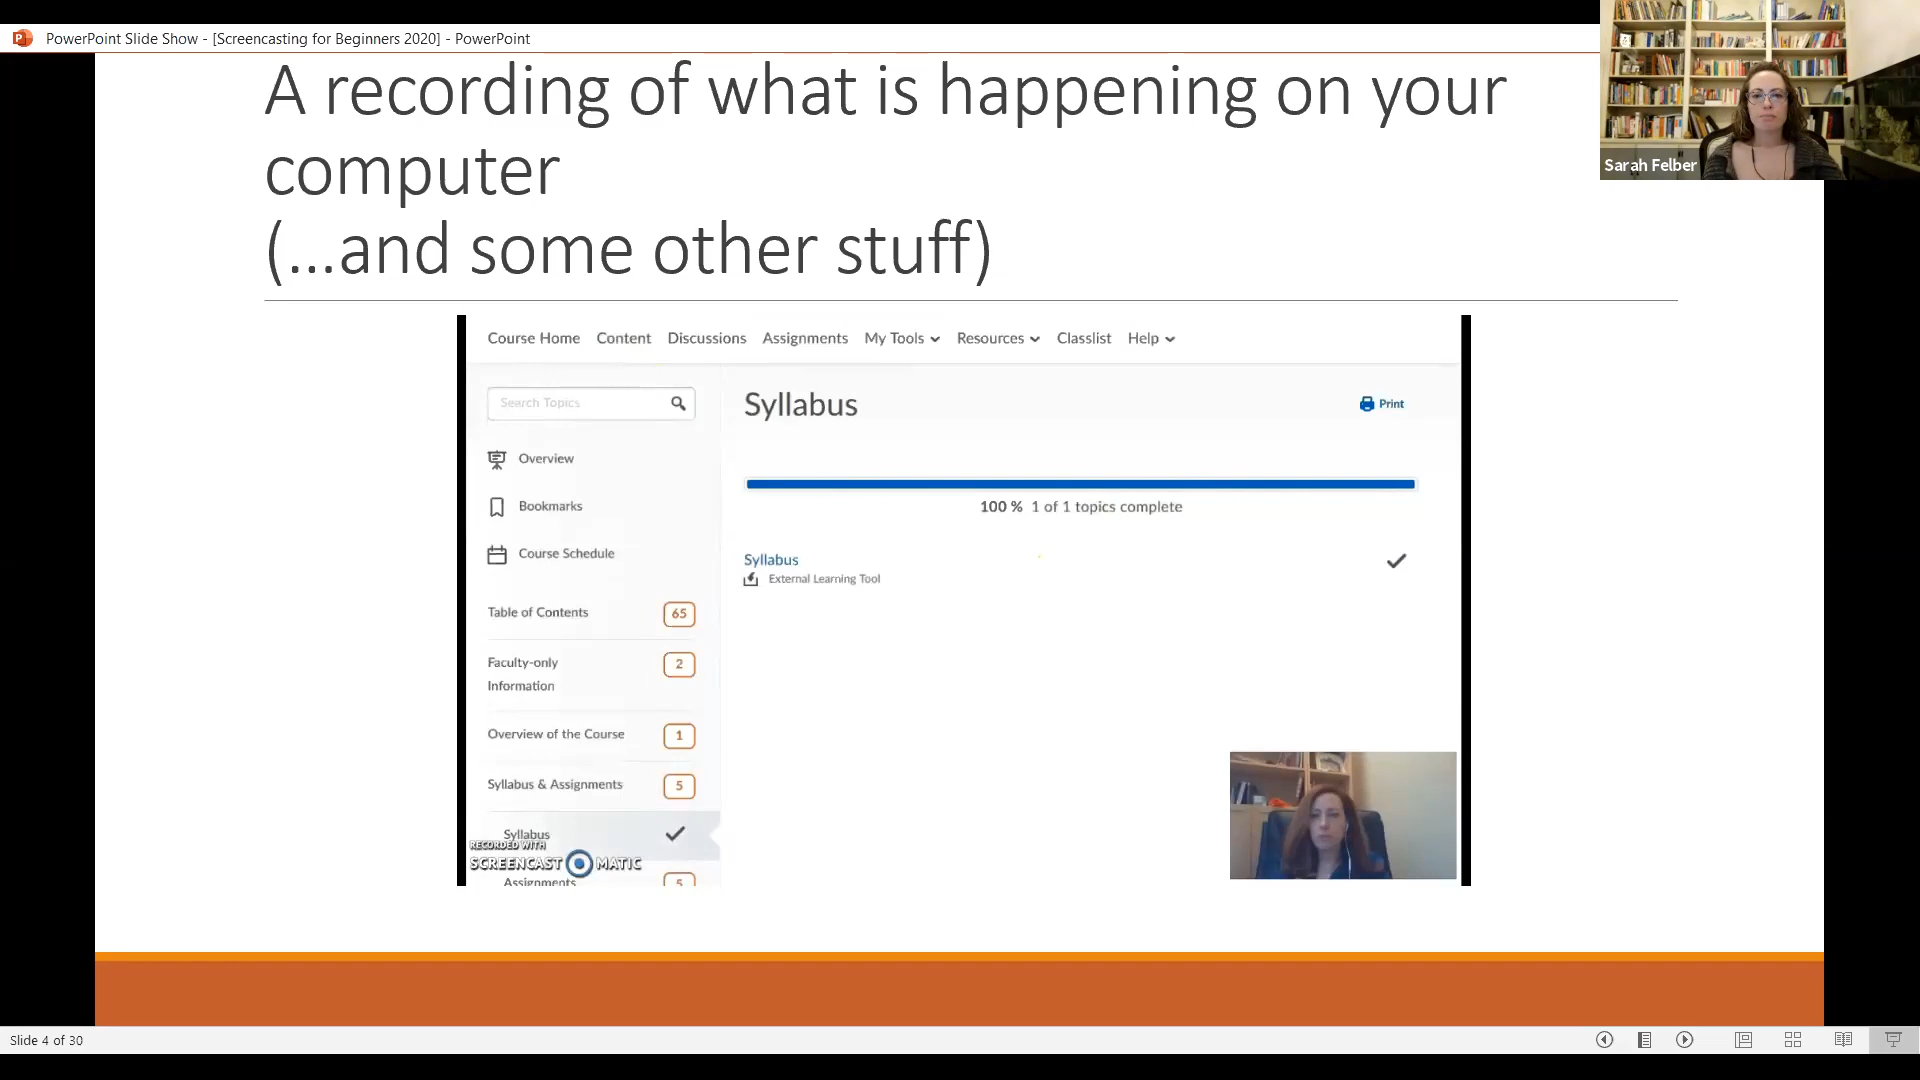 PowerPoint Slide Show - [Screencasting for Beginners 2020] - PowerPoint
Sarah Felber
A recording of what is happening on your
computer
(…and some other stuff)
Course Home Content Discussions Assignments My Tools Resources Classlist Help
Search Topics
Overview
Bookmarks
Course Schedule
Table of Contents 65
Faculty-only
Information 2
Overview of the Course 1
Syllabus & Assignments 5
Syllabus
RECORDED WITH
SCREENCAST MATIC
Assignments 5
Syllabus
Print
100 % 1 of 1 topics complete
Syllabus
External Learning Tool
Slide 4 of 30